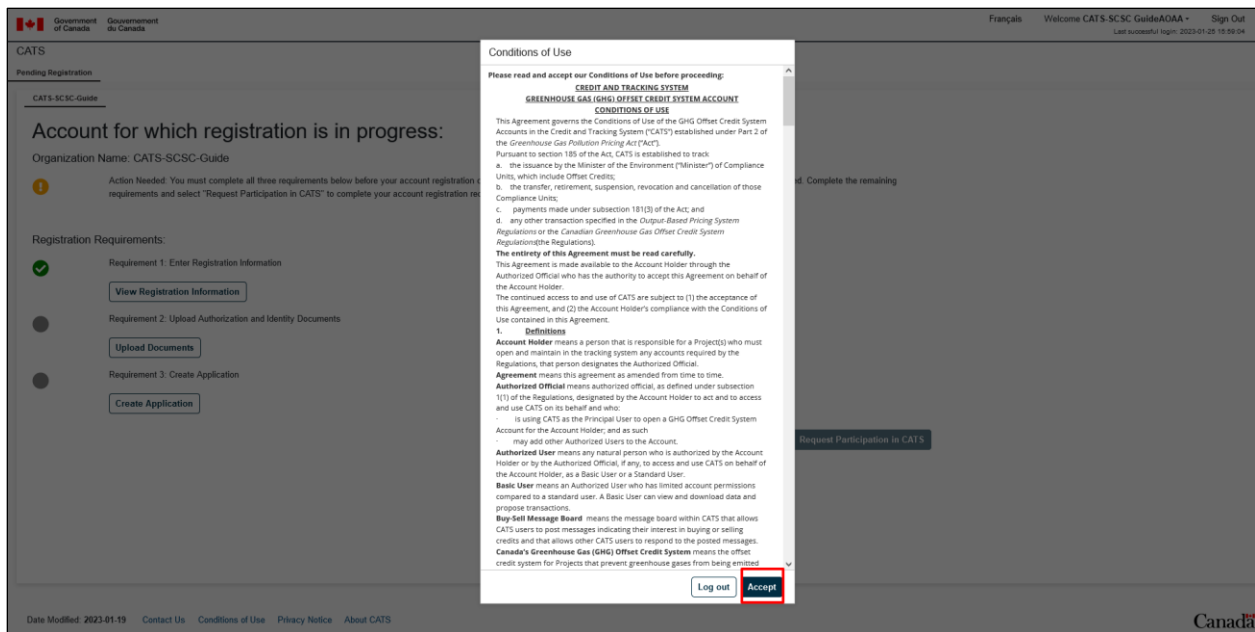 Government of Canada
Gouvernement du Canada
Français
Welcome CATS-SCSC GuideAOAA
Sign Out
Last successful login: 2023-01-25 15:59:04
CATS
Pending Registration
CATS-SCSC-Guide
Account for which registration is in progress:
Organization Name: CATS-SCSC-Guide
Action Needed: You must complete all three requirements below before your account registration
d. Complete the remaining
requirements and select "Request Participation in CATS" to complete your account registration
Registration Requirements:
Requirement 1: Enter Registration Information
View Registration Information
Requirement 2: Upload Authorization and Identity Documents
Upload Documents
Requirement 3: Create Application
Create Application
Request Participation in CATS
Conditions of Use
Please read and accept our Conditions of Use before proceeding:
CREDIT AND TRACKING SYSTEM
GREENHOUSE GAS (GHG) OFFSET CREDIT SYSTEM ACCOUNT
CONDITIONS OF USE
This Agreement governs the Conditions of Use of the GHG Offset Credit System
Accounts in the Credit and Tracking System ("CATS") established under Part 2 of
the Greenhouse Gas Pollution Pricing Act ("Act").
Pursuant to section 185 of the Act, CATS is established to track
a. the issuance by the Minister of the Environment ("Minister") of Compliance
Units, which include Offset Credits;
b. the transfer, retirement, suspension, revocation and cancellation of those
Compliance Units;
c. payments made under subsection 181(3) of the Act; and
d. any other transaction specified in the Output-Based Pricing System
Regulations or the Canadian Greenhouse Gas Offset Credit System
Regulations(the Regulations).
The entirety of this Agreement must be read carefully.
This Agreement is made available to the Account Holder through the
Authorized Official who has the authority to accept this Agreement on behalf of
the Account Holder.
The continued access to and use of CATS are subject to (1) the acceptance of
this Agreement, and (2) the Account Holder's compliance with the Conditions of
Use contained in this Agreement.
1. Definitions
Account Holder means a person that is responsible for a Project(s) who must
open and maintain in the tracking system any accounts required by the
Regulations, that person designates the Authorized Official.
Agreement means this agreement as amended from time to time.
Authorized Official means authorized official, as defined under subsection
1(1) of the Regulations, designated by the Account Holder to act and to access
and use CATS on its behalf and who:
· is using CATS as the Principal User to open a GHG Offset Credit System
Account for the Account Holder; and as such
· may add other Authorized Users to the Account.
Authorized User means any natural person who is authorized by the Account
Holder or by the Authorized Official, if any, to access and use CATS on behalf of
the Account Holder, as a Basic User or a Standard User.
Basic User means an Authorized User who has limited account permissions
compared to a standard user. A Basic User can view and download data and
propose transactions.
Buy-Sell Message Board means the message board within CATS that allows
CATS users to post messages indicating their interest in buying or selling
credits and that allows other CATS users to respond to the posted messages.
Canada's Greenhouse Gas (GHG) Offset Credit System means the offset
credit system for Projects that prevent greenhouse gases from being emitted
Log out
Accept
Date Modified: 2023-01-19
Contact Us
Conditions of Use
Privacy Notice
About CATS
Canada